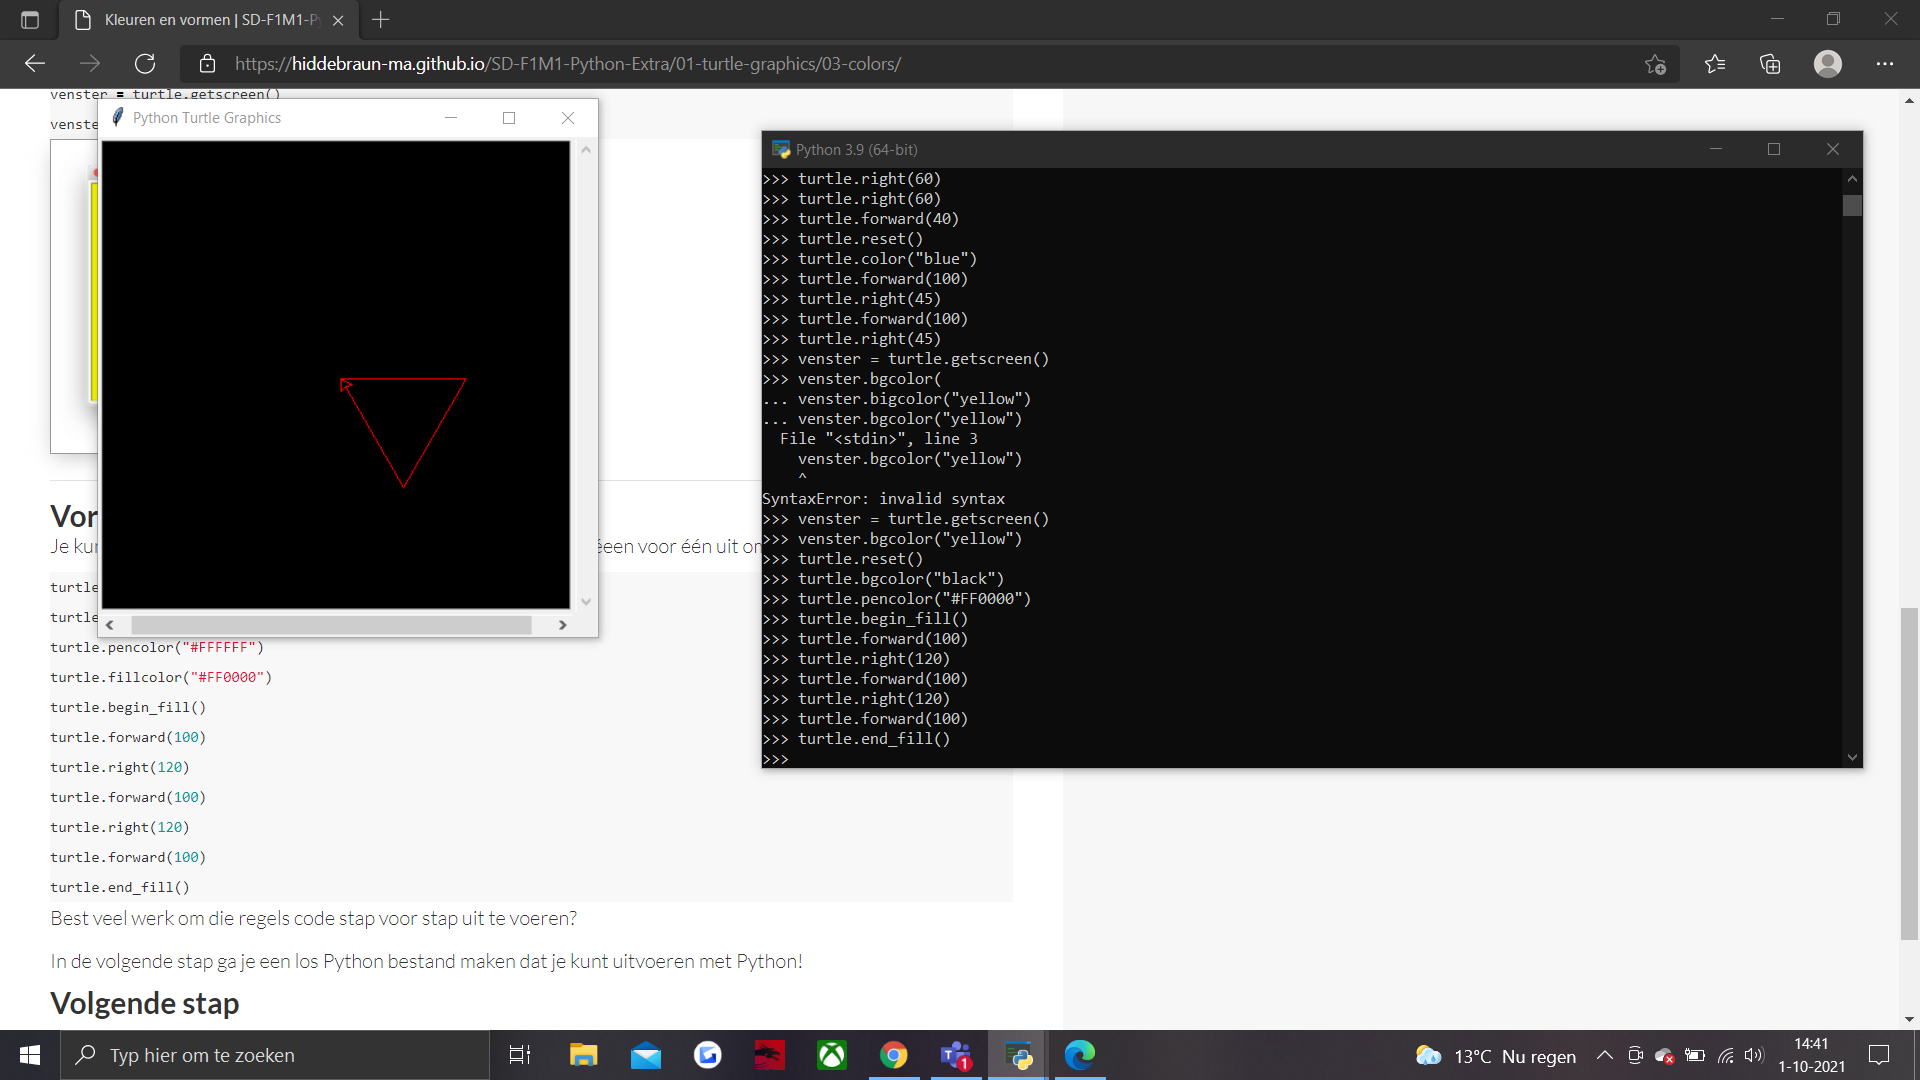 Kleuren en vormen | SD-F1M1-P
https://hiddebraun-ma.github.io/SD-F1M1-Python-Extra/01-turtle-graphics/03-colors/
venster = turtle.getscreen()
venste
Python Turtle Graphics
Vor
Je ku
éeen voor één uit o
turtle
turtle
turtle.pencolor("#FFFFFF")
turtle.fillcolor("#FF0000")
turtle.begin_fill()
turtle.forward(100)
turtle.right(120)
turtle.forward(100)
turtle.right(120)
turtle.forward(100)
turtle.end_fill()
Best veel werk om die regels code stap voor stap uit te voeren?
In de volgende stap ga je een los Python bestand maken dat je kunt uitvoeren met Python!
Volgende stap
Python 3.9 (64-bit)
>>> turtle.right(60)
>>> turtle.right(60)
>>> turtle.forward(40)
>>> turtle.reset()
>>> turtle.color("blue")
>>> turtle.forward(100)
>>> turtle.right(45)
>>> turtle.forward(100)
>>> turtle.right(45)
>>> venster = turtle.getscreen()
>>> venster.bgcolor(
... venster.bigcolor("yellow")
... venster.bgcolor("yellow")
  File "<stdin>", line 3
    venster.bgcolor("yellow")
    ^
SyntaxError: invalid syntax
>>> venster = turtle.getscreen()
>>> venster.bgcolor("yellow")
>>> turtle.reset()
>>> turtle.bgcolor("black")
>>> turtle.pencolor("#FF0000")
>>> turtle.begin_fill()
>>> turtle.forward(100)
>>> turtle.right(120)
>>> turtle.forward(100)
>>> turtle.right(120)
>>> turtle.forward(100)
>>> turtle.end_fill()
>>>
Typ hier om te zoeken
1
13°C Nu regen
14:41
1-10-2021